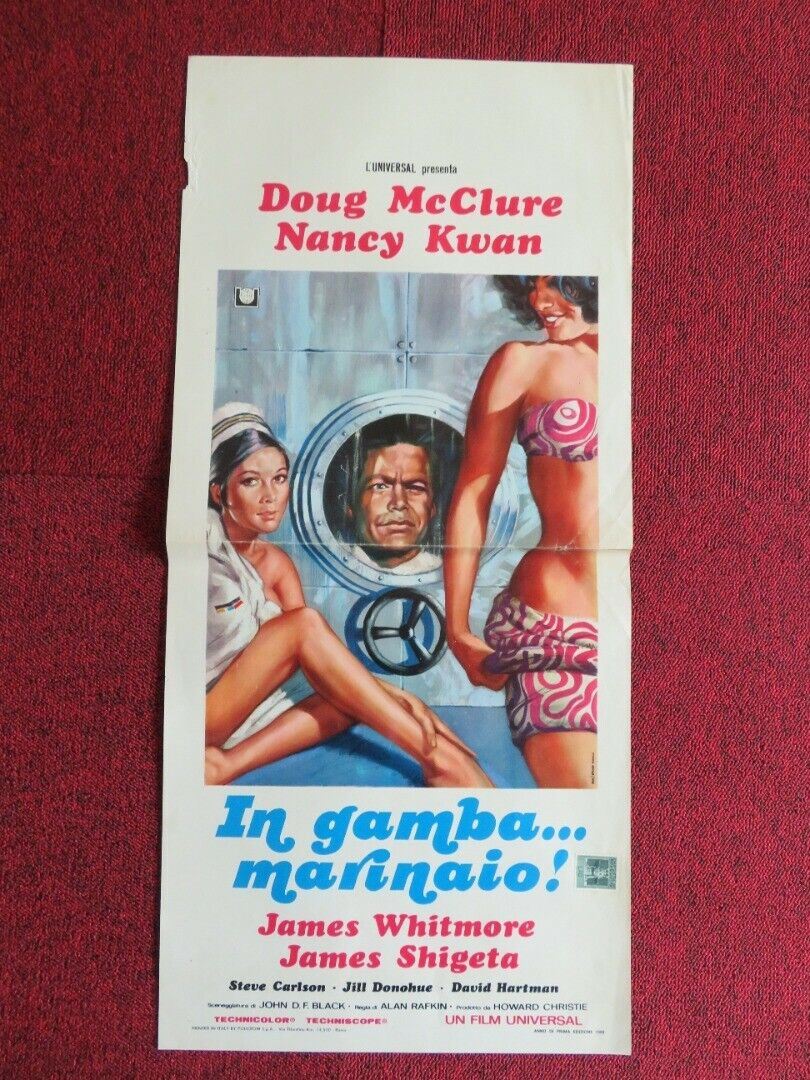 L'UNIVERSAL presenta
Doug McClure
Nancy Kwan
In gamba...
marinaio!
James Whitmore
James Shigeta
Steve Carlson · Jill Donohue · David Hartman
Sceneggiatura di JOHN D.F. BLACK · Regia di ALAN RAFKIN · Prodotto da HOWARD CHRISTIE
TECHNICOLOR® TECHNISCOPE®
UN FILM UNIVERSAL